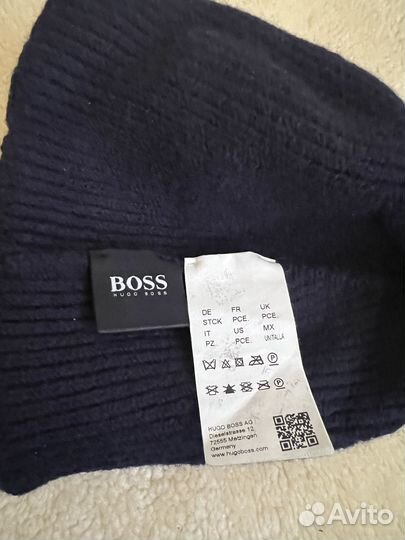 BOSS
HUGO BOSS
DE FR UK
STCK PCE. PCE.
IT US MX
PZ. PCE. UNTALLA
HUGO BOSS AG
Dieselstrasse 12
72555 Metzingen
Germany
www.hugoboss.com
Avito